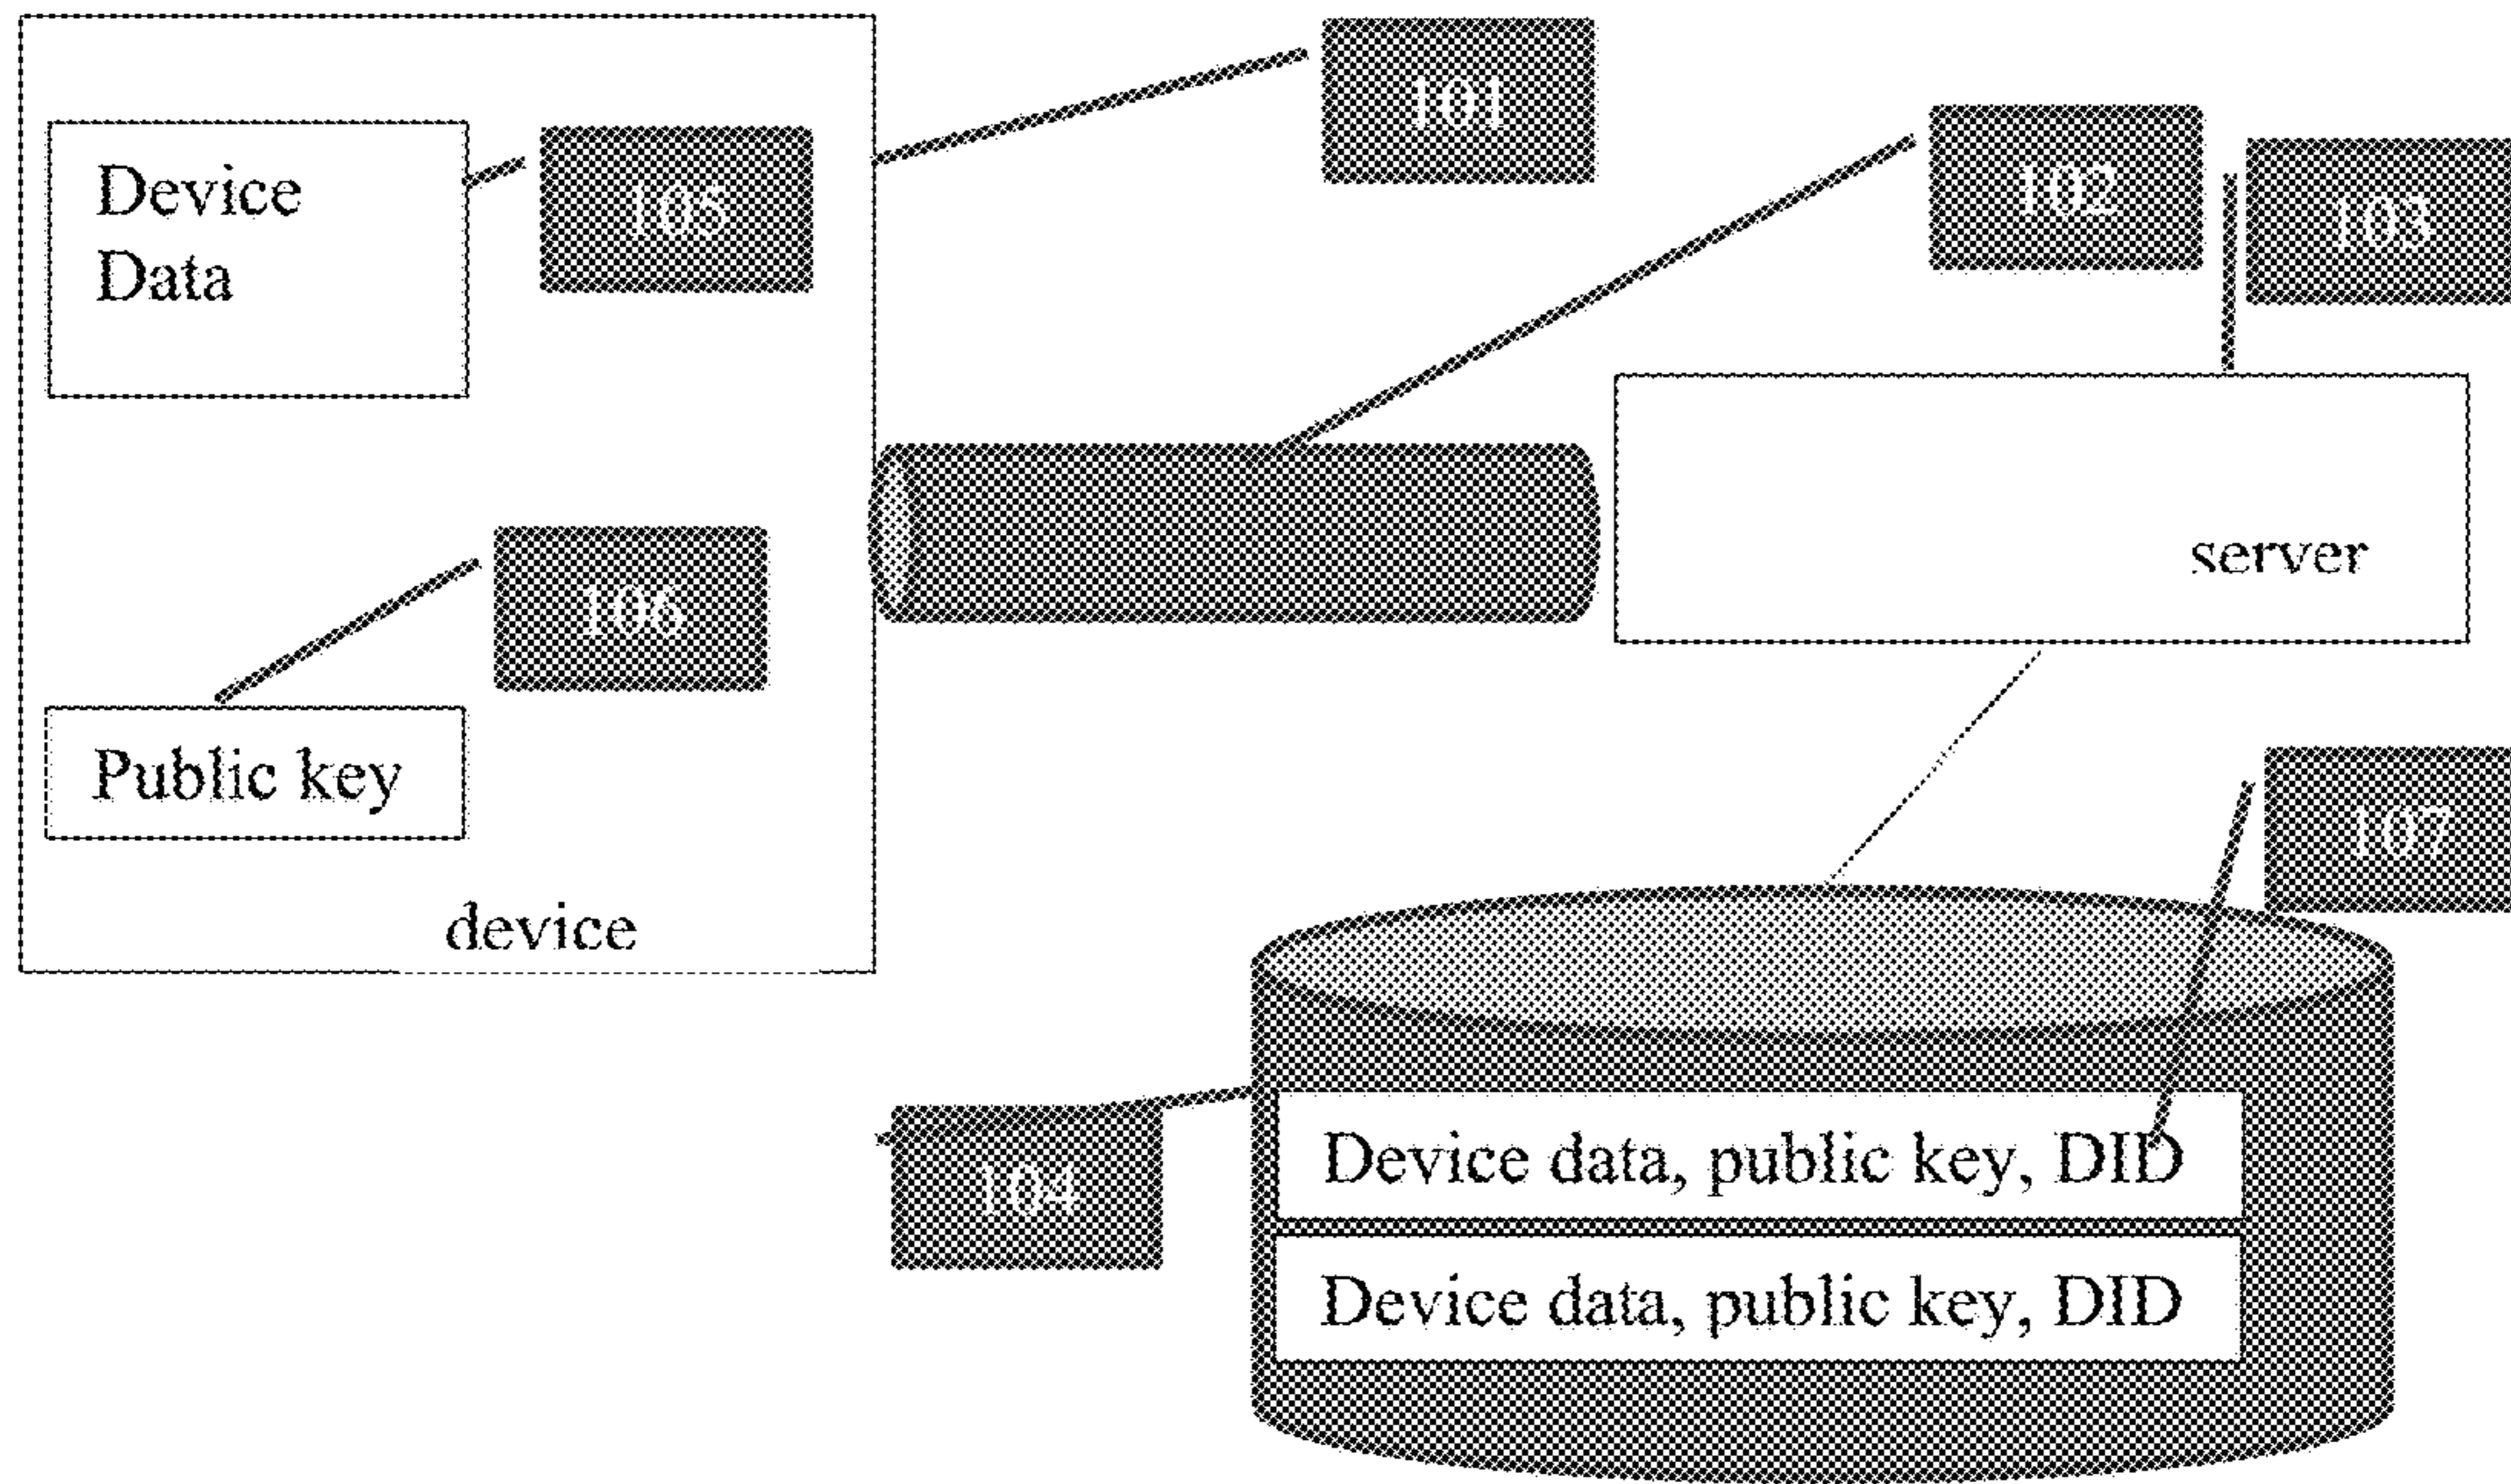 101
102
103
Device
Data
105
server
106
Public key
107
device
104
Device data, public key, DID
Device data, public key, DID